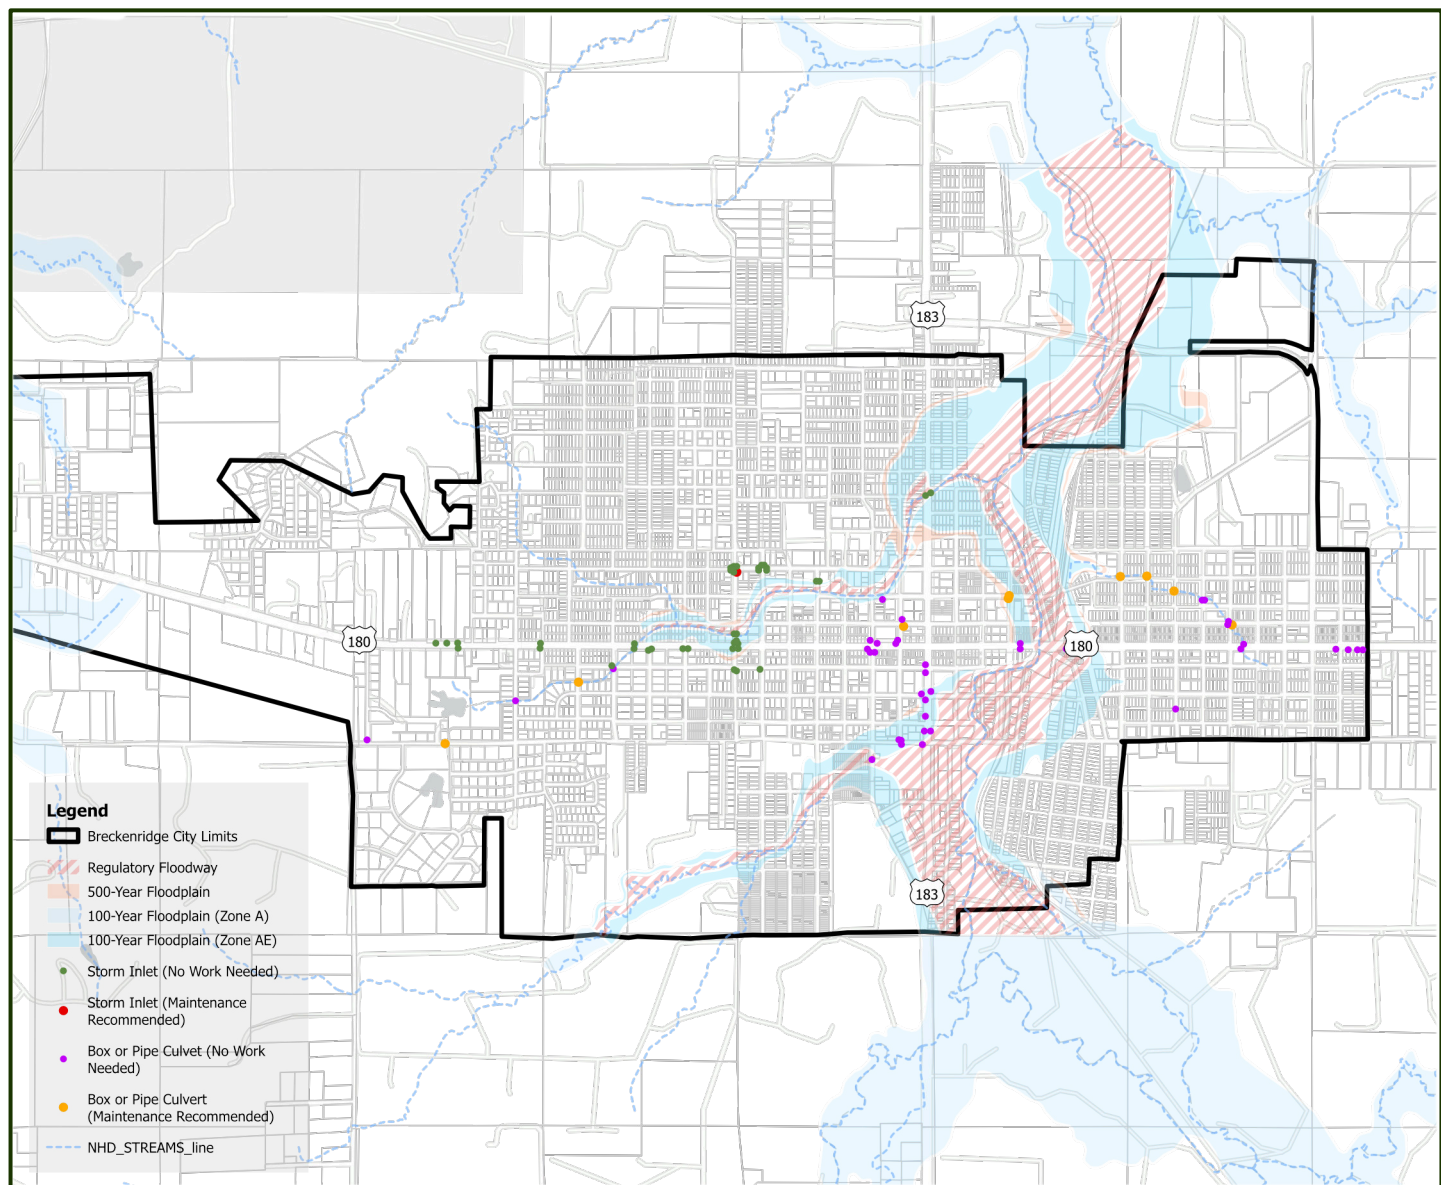 183
180
180
183
Legend
Breckenridge City Limits
Regulatory Floodway
500-Year Floodplain
100-Year Floodplain (Zone A)
100-Year Floodplain (Zone AE)
Storm Inlet (No Work Needed)
Storm Inlet (Maintenance
Recommended)
Box or Pipe Culvet (No Work
Needed)
Box or Pipe Culvert
(Maintenance Recommended)
NHD_STREAMS_line